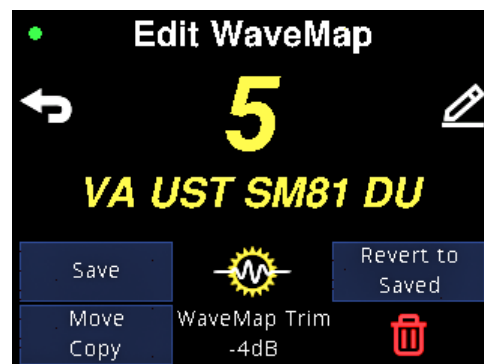 Edit WaveMap
5
VA UST SM81 DU
Save
Revert to
Saved
Move
Copy
WaveMap Trim
-4dB